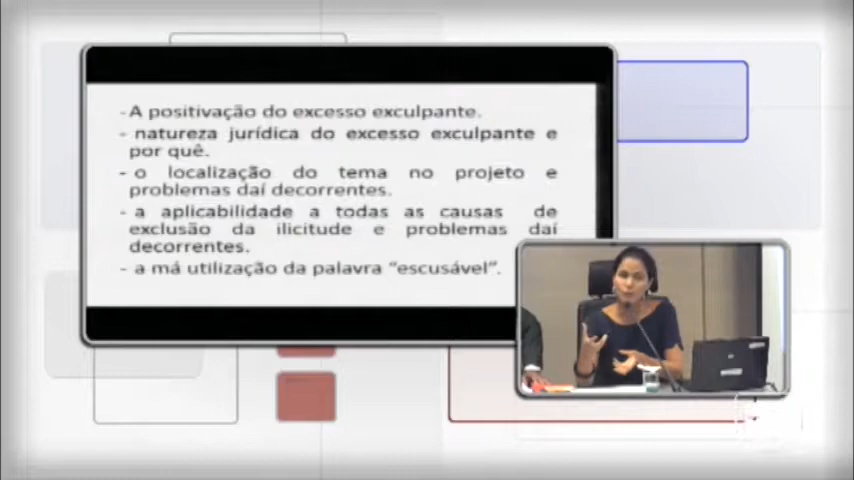 - A positivação do excesso exculpante.
- natureza jurídica do excesso exculpante e
por quê.
- o localização do tema no projeto e
problemas daí decorrentes.
- a aplicabilidade a todas as causas de
exclusão da ilicitude e problemas daí
decorrentes.
- a má utilização da palavra “escusável”.